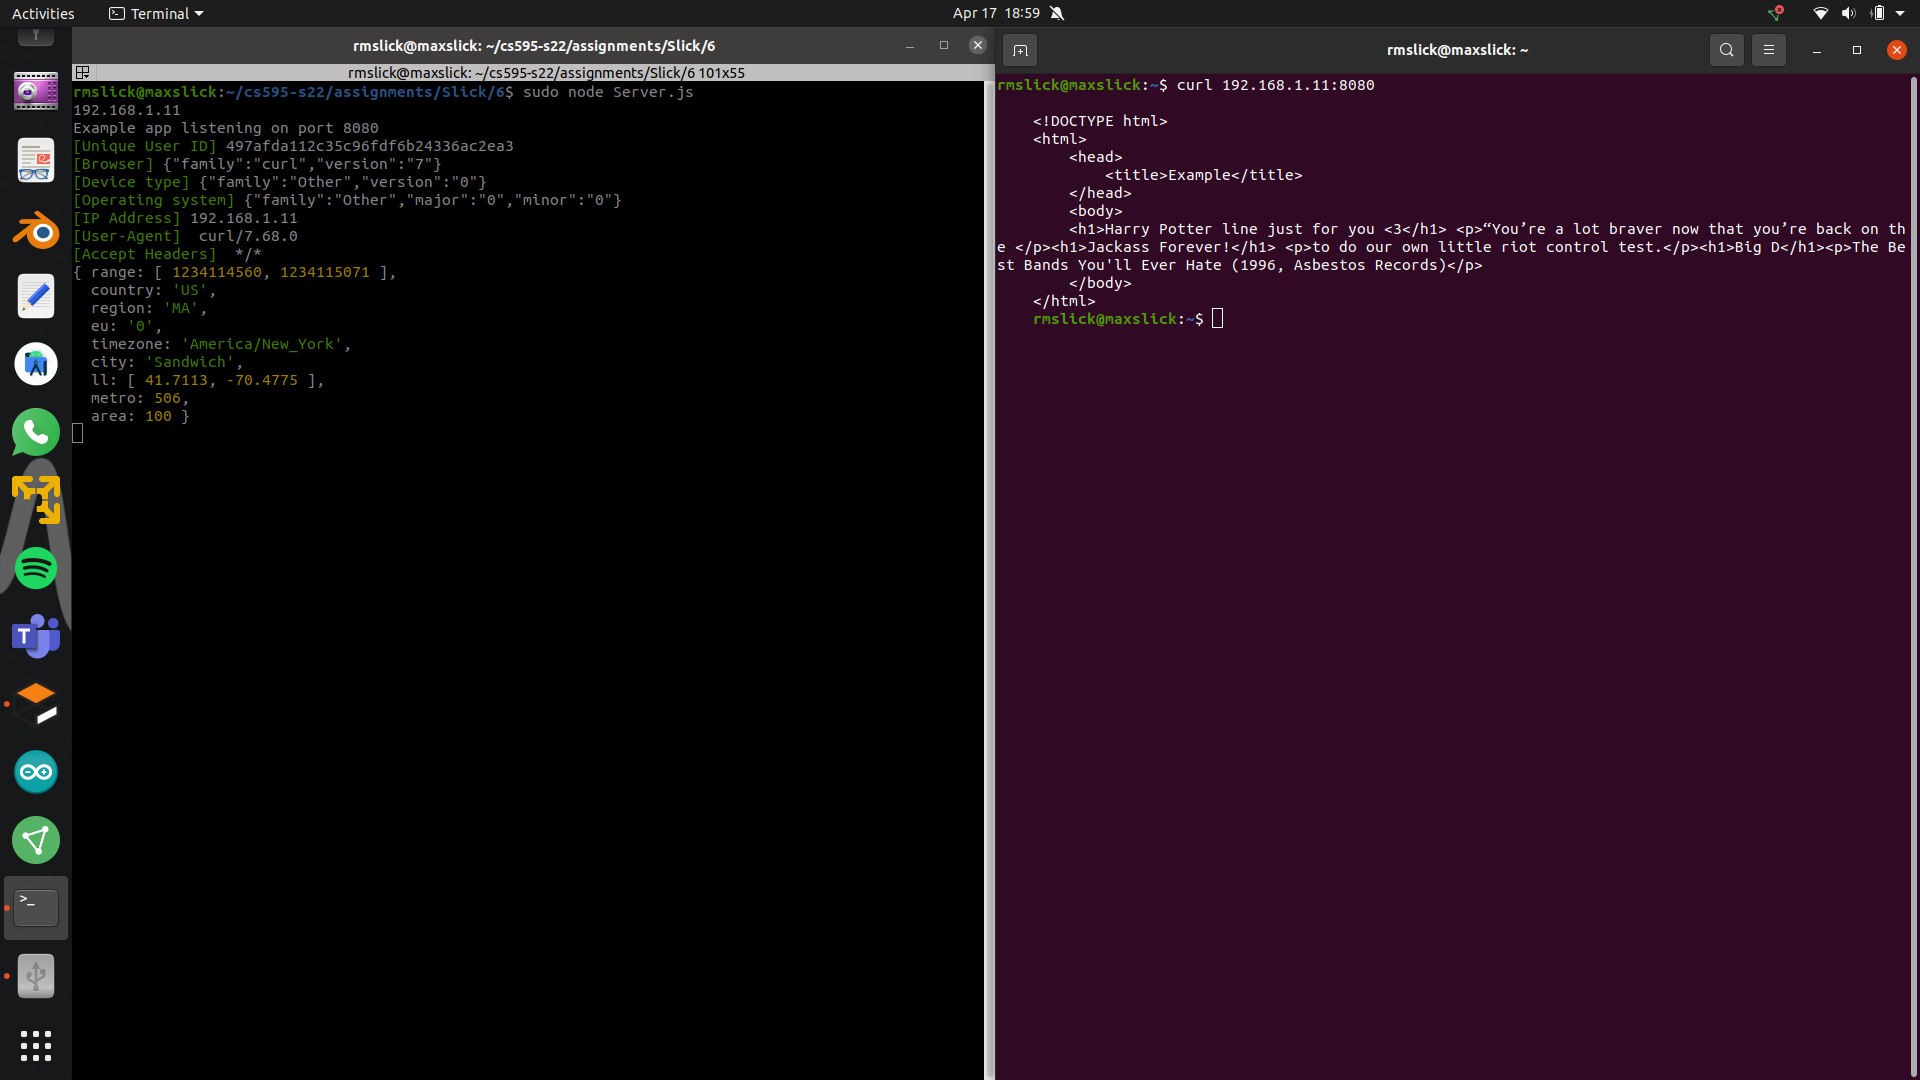 Activities
Terminal
Apr 17 18:59
rmslick@maxslick: ~/cs595-s22/assignments/Slick/6
rmslick@maxslick: ~/cs595-s22/assignments/Slick/6 101x55
rmslick@maxslick:~/cs595-s22/assignments/Slick/6$ sudo node Server.js
192.168.1.11
Example app listening on port 8080
[Unique User ID] 497afda112c35c96fdf6b24336ac2ea3
[Browser] {"family":"curl","version":"7"}
[Device type] {"family":"Other","version":"0"}
[Operating system] {"family":"Other","major":"0","minor":"0"}
[IP Address] 192.168.1.11
[User-Agent]  curl/7.68.0
[Accept Headers]  */*
{ range: [ 1234114560, 1234115071 ],
  country: 'US',
  region: 'MA',
  eu: '0',
  timezone: 'America/New_York',
  city: 'Sandwich',
  ll: [ 41.7113, -70.4775 ],
  metro: 506,
  area: 100 }
rmslick@maxslick: ~
rmslick@maxslick:~$ curl 192.168.1.11:8080
    <!DOCTYPE html>
    <html>
        <head>
            <title>Example</title>
        </head>
        <body>
        <h1>Harry Potter line just for you <3</h1> <p>“You’re a lot braver now that you’re back on th
e </p><h1>Jackass Forever!</h1> <p>to do our own little riot control test.</p><h1>Big D</h1><p>The Be
st Bands You'll Ever Hate (1996, Asbestos Records)</p>
        </body>
    </html>
    rmslick@maxslick:~$
T
>_